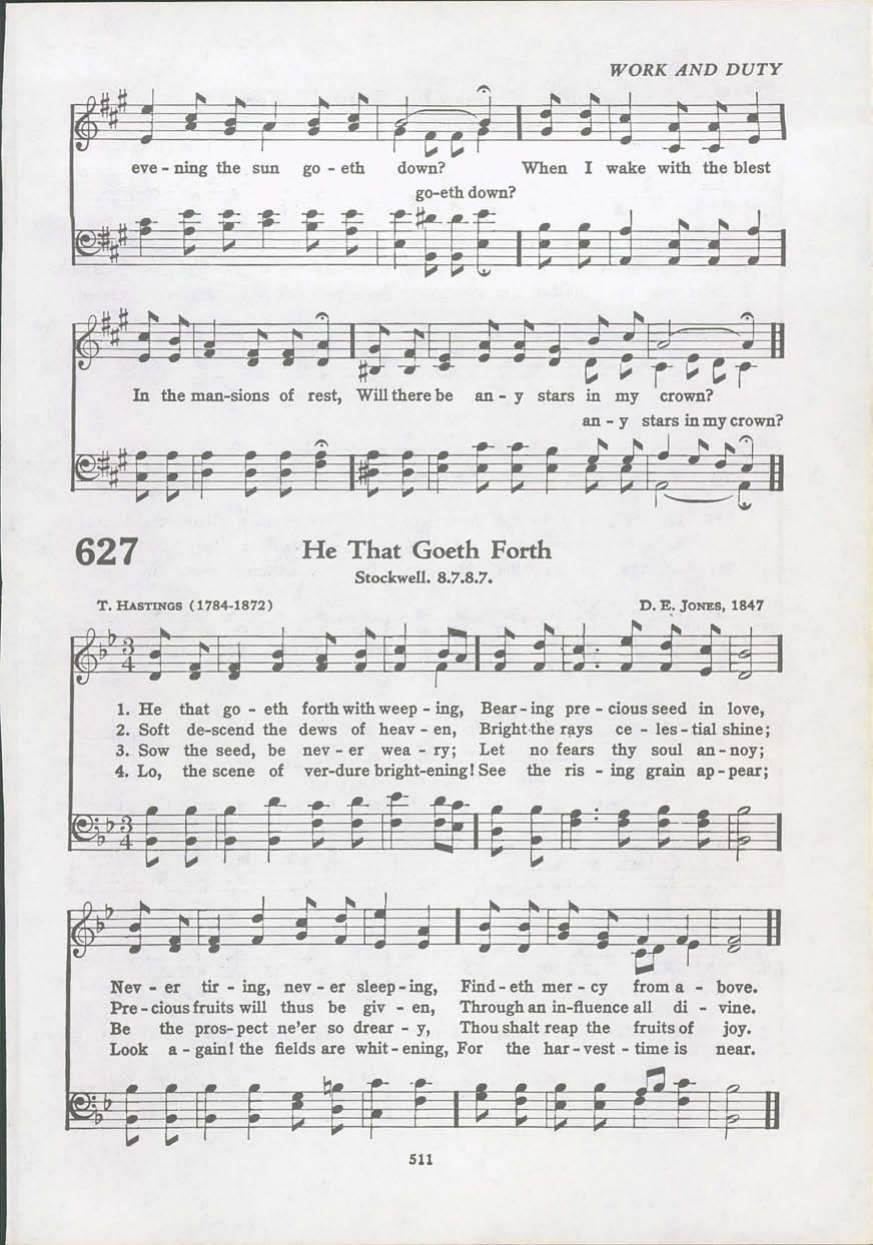 WORK AND DUTY
eve - ning the sun go - eth down? When I wake with the blest
go-eth down?
In the man-sions of rest, Will there be an - y stars in my crown?
an - y stars in my crown?
627 He That Goeth Forth
Stockwell. 8.7.8.7.
T. HASTINGS (1784-1872) D. E. JONES, 1847
3 4
1. He that go - eth forth with weep - ing, Bear - ing pre - cious seed in love,
2. Soft de-scend the dews of heav - en, Bright the rays ce - les - tial shine;
3. Sow the seed, be nev - er wea - ry; Let no fears thy soul an - noy;
4. Lo, the scene of ver-dure bright-ening! See the ris - ing grain ap - pear;
3 4
Nev - er tir - ing, nev - er sleep-ing, Find - eth mer - cy from a - bove.
Pre - cious fruits will thus be giv - en, Through an in-fluence all di - vine.
Be the pros- pect ne'er so drear - y, Thou shalt reap the fruits of joy.
Look a - gain! the fields are whit - ening, For the har - vest - time is near.
511